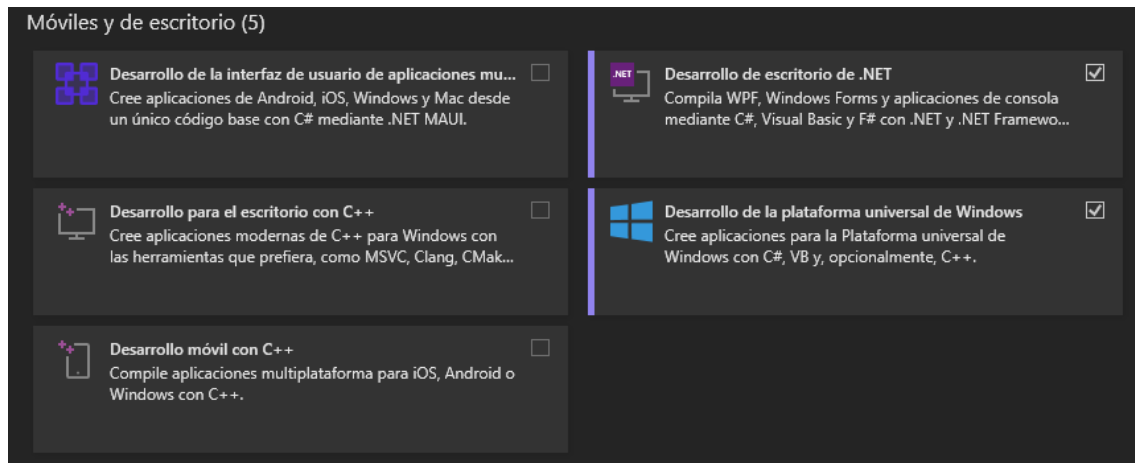 Móviles y de escritorio (5)
Desarrollo de la interfaz de usuario de aplicaciones mu...
Cree aplicaciones de Android, iOS, Windows y Mac desde
un único código base con C# mediante .NET MAUI.
.NET
Desarrollo de escritorio de .NET
Compila WPF, Windows Forms y aplicaciones de consola
mediante C#, Visual Basic y F# con .NET y .NET Framewo...
Desarrollo para el escritorio con C++
Cree aplicaciones modernas de C++ para Windows con
las herramientas que prefiera, como MSVC, Clang, CMak...
Desarrollo de la plataforma universal de Windows
Cree aplicaciones para la Plataforma universal de
Windows con C#, VB y, opcionalmente, C++.
Desarrollo móvil con C++
Compile aplicaciones multiplataforma para iOS, Android o
Windows con C++.